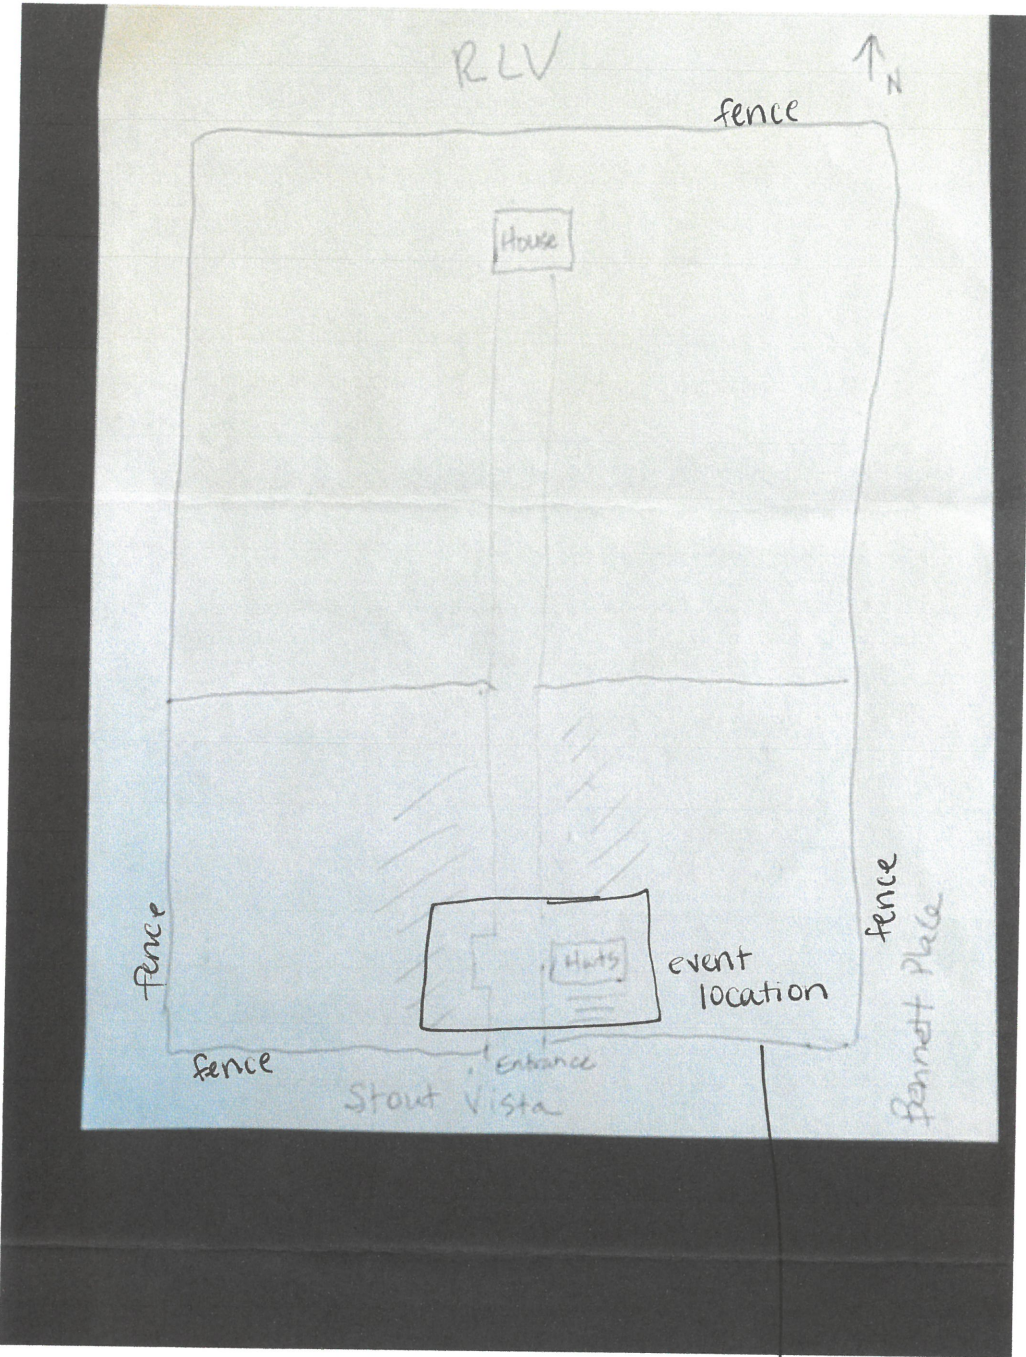 RLV
N
fence
House
fence
fence
event
location
Huts
fence
Entrance
Stout Vista
Bennett Place